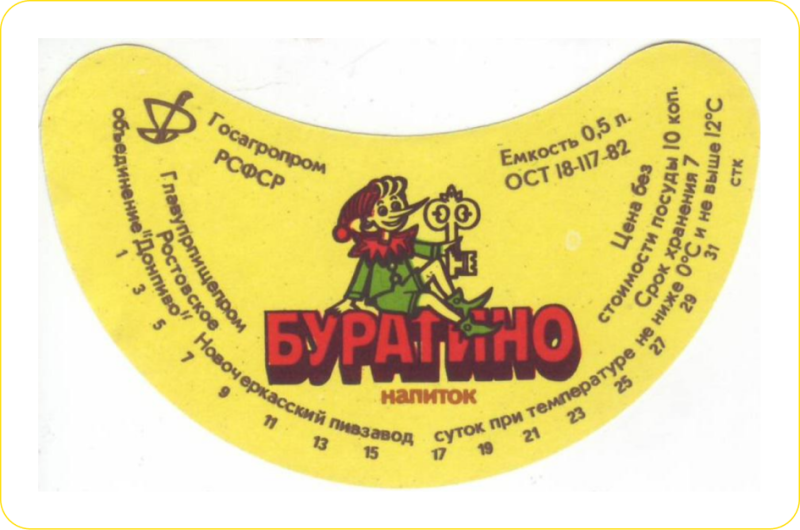 Госагропром
РСФСР
Главупрпищепром
Ростовское
объединение "Донпиво"
Новочеркасский пивзавод
Емкость 0,5 л.
ОСТ 18-117-82
Цена без
стоимости посуды 10 коп.
Срок хранения 7
суток при температуре не ниже 0°С и не выше 12°С
БУРАТИНО
напиток
1 3 5 7 9 11 13 15 17 19 21 23 25 27 29 31 СТК